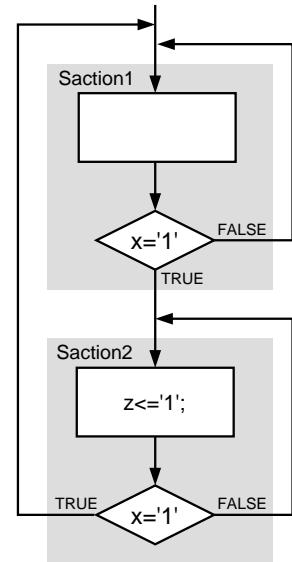 Saction1
x='1'
FALSE
TRUE
Saction2
z<='1';
TRUE
x='1'
FALSE